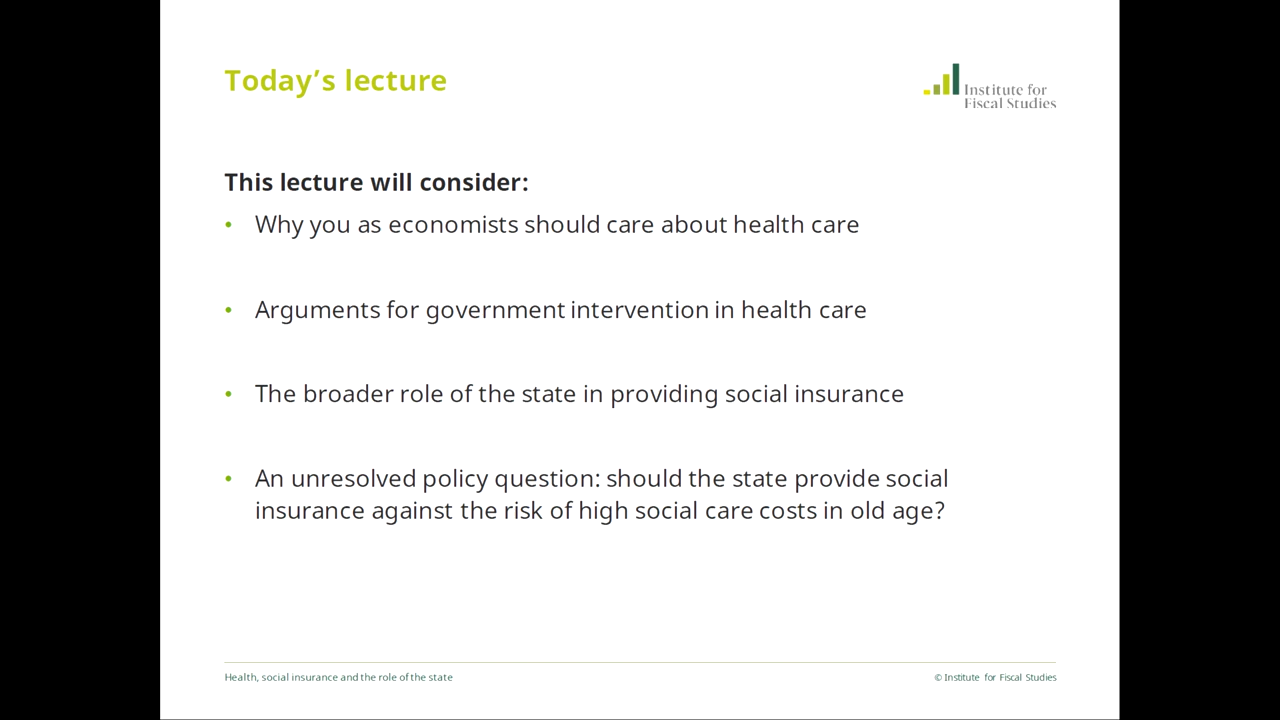 Today’s lecture
Institute for
Fiscal Studies
This lecture will consider:
• Why you as economists should care about health care
• Arguments for government intervention in health care
• The broader role of the state in providing social insurance
• An unresolved policy question: should the state provide social
insurance against the risk of high social care costs in old age?
Health, social insurance and the role of the state
© Institute for Fiscal Studies